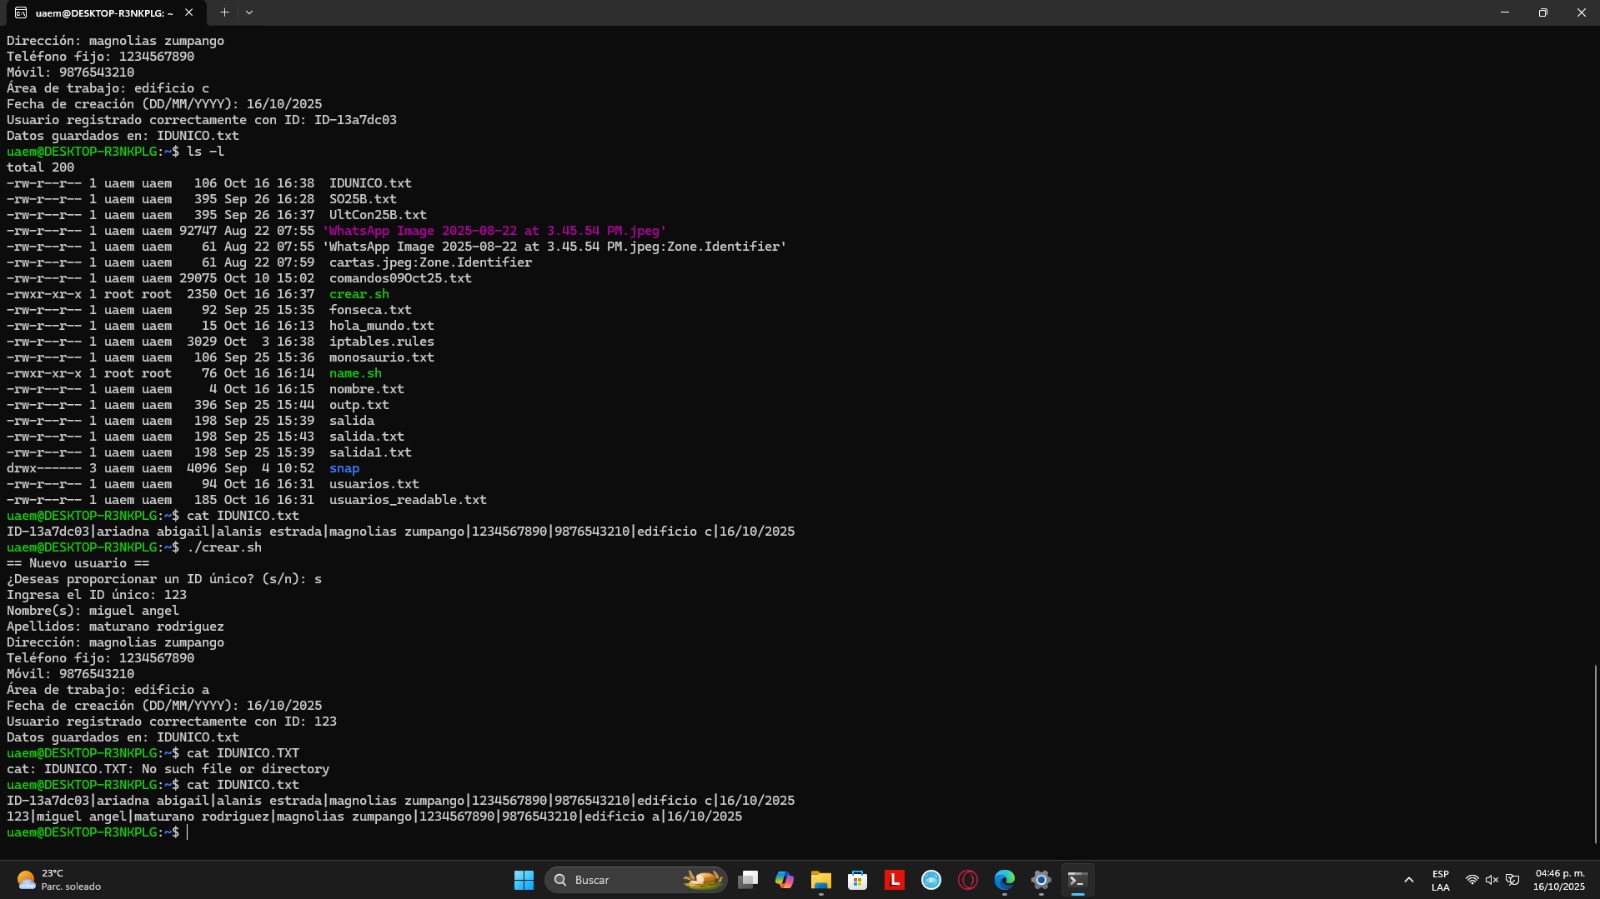 uaem@DESKTOP-R3NKPLG: ~
Dirección: magnolias zumpango
Teléfono fijo: 1234567890
Móvil: 9876543210
Área de trabajo: edificio c
Fecha de creación (DD/MM/YYYY): 16/10/2025
Usuario registrado correctamente con ID: ID-13a7dc03
Datos guardados en: IDUNICO.txt
uaem@DESKTOP-R3NKPLG:~$ ls -l
total 200
-rw-r--r-- 1 uaem uaem   106 Oct 16 16:38  IDUNICO.txt
-rw-r--r-- 1 uaem uaem   395 Sep 26 16:28  SO25B.txt
-rw-r--r-- 1 uaem uaem   395 Sep 26 16:37  UltCon25B.txt
-rw-r--r-- 1 uaem uaem 92747 Aug 22 07:55 'WhatsApp Image 2025-08-22 at 3.45.54 PM.jpeg'
-rw-r--r-- 1 uaem uaem    61 Aug 22 07:55 'WhatsApp Image 2025-08-22 at 3.45.54 PM.jpeg:Zone.Identifier'
-rw-r--r-- 1 uaem uaem    61 Aug 22 07:59  cartas.jpeg:Zone.Identifier
-rw-r--r-- 1 uaem uaem 29075 Oct 10 15:02  comandos09Oct25.txt
-rwxr-xr-x 1 root root  2350 Oct 16 16:37  crear.sh
-rw-r--r-- 1 uaem uaem    92 Sep 25 15:35  fonseca.txt
-rw-r--r-- 1 uaem uaem    15 Oct 16 16:13  hola_mundo.txt
-rw-r--r-- 1 uaem uaem  3029 Oct  3 16:38  iptables.rules
-rw-r--r-- 1 uaem uaem   106 Sep 25 15:36  monosaurio.txt
-rwxr-xr-x 1 root root    76 Oct 16 16:14  name.sh
-rw-r--r-- 1 uaem uaem     4 Oct 16 16:15  nombre.txt
-rw-r--r-- 1 uaem uaem   396 Sep 25 15:44  outp.txt
-rw-r--r-- 1 uaem uaem   198 Sep 25 15:39  salida
-rw-r--r-- 1 uaem uaem   198 Sep 25 15:43  salida.txt
-rw-r--r-- 1 uaem uaem   198 Sep 25 15:39  salida1.txt
drwx------ 3 uaem uaem  4096 Sep  4 10:52  snap
-rw-r--r-- 1 uaem uaem    94 Oct 16 16:31  usuarios.txt
-rw-r--r-- 1 uaem uaem   185 Oct 16 16:31  usuarios_readable.txt
uaem@DESKTOP-R3NKPLG:~$ cat IDUNICO.txt
ID-13a7dc03|ariadna abigail|alanis estrada|magnolias zumpango|1234567890|9876543210|edificio c|16/10/2025
uaem@DESKTOP-R3NKPLG:~$ ./crear.sh
== Nuevo usuario ==
¿Deseas proporcionar un ID único? (s/n): s
Ingresa el ID único: 123
Nombre(s): miguel angel
Apellidos: maturano rodriguez
Dirección: magnolias zumpango
Teléfono fijo: 1234567890
Móvil: 9876543210
Área de trabajo: edificio a
Fecha de creación (DD/MM/YYYY): 16/10/2025
Usuario registrado correctamente con ID: 123
Datos guardados en: IDUNICO.txt
uaem@DESKTOP-R3NKPLG:~$ cat IDUNICO.TXT
cat: IDUNICO.TXT: No such file or directory
uaem@DESKTOP-R3NKPLG:~$ cat IDUNICO.txt
ID-13a7dc03|ariadna abigail|alanis estrada|magnolias zumpango|1234567890|9876543210|edificio c|16/10/2025
123|miguel angel|maturano rodriguez|magnolias zumpango|1234567890|9876543210|edificio a|16/10/2025
uaem@DESKTOP-R3NKPLG:~$
23°C
Parc. soleado
Buscar
L
ESP
LAA
04:46 p. m.
16/10/2025